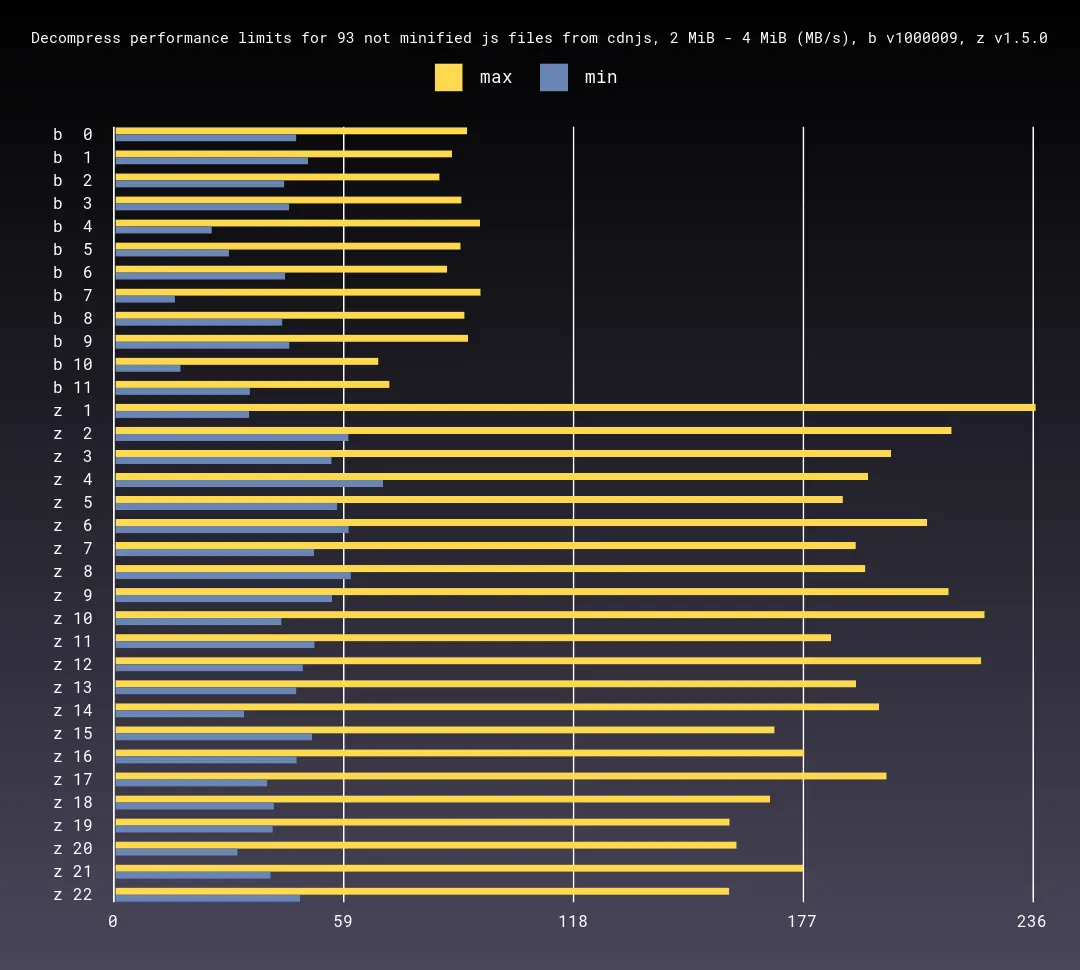 Decompress performance limits for 93 not minified js files from cdnjs, 2 MiB - 4 MiB (MB/s), b v1000009, z v1.5.0
max min
b 0
b 1
b 2
b 3
b 4
b 5
b 6
b 7
b 8
b 9
b 10
b 11
z 1
z 2
z 3
z 4
z 5
z 6
z 7
z 8
z 9
z 10
z 11
z 12
z 13
z 14
z 15
z 16
z 17
z 18
z 19
z 20
z 21
z 22
0 59 118 177 236